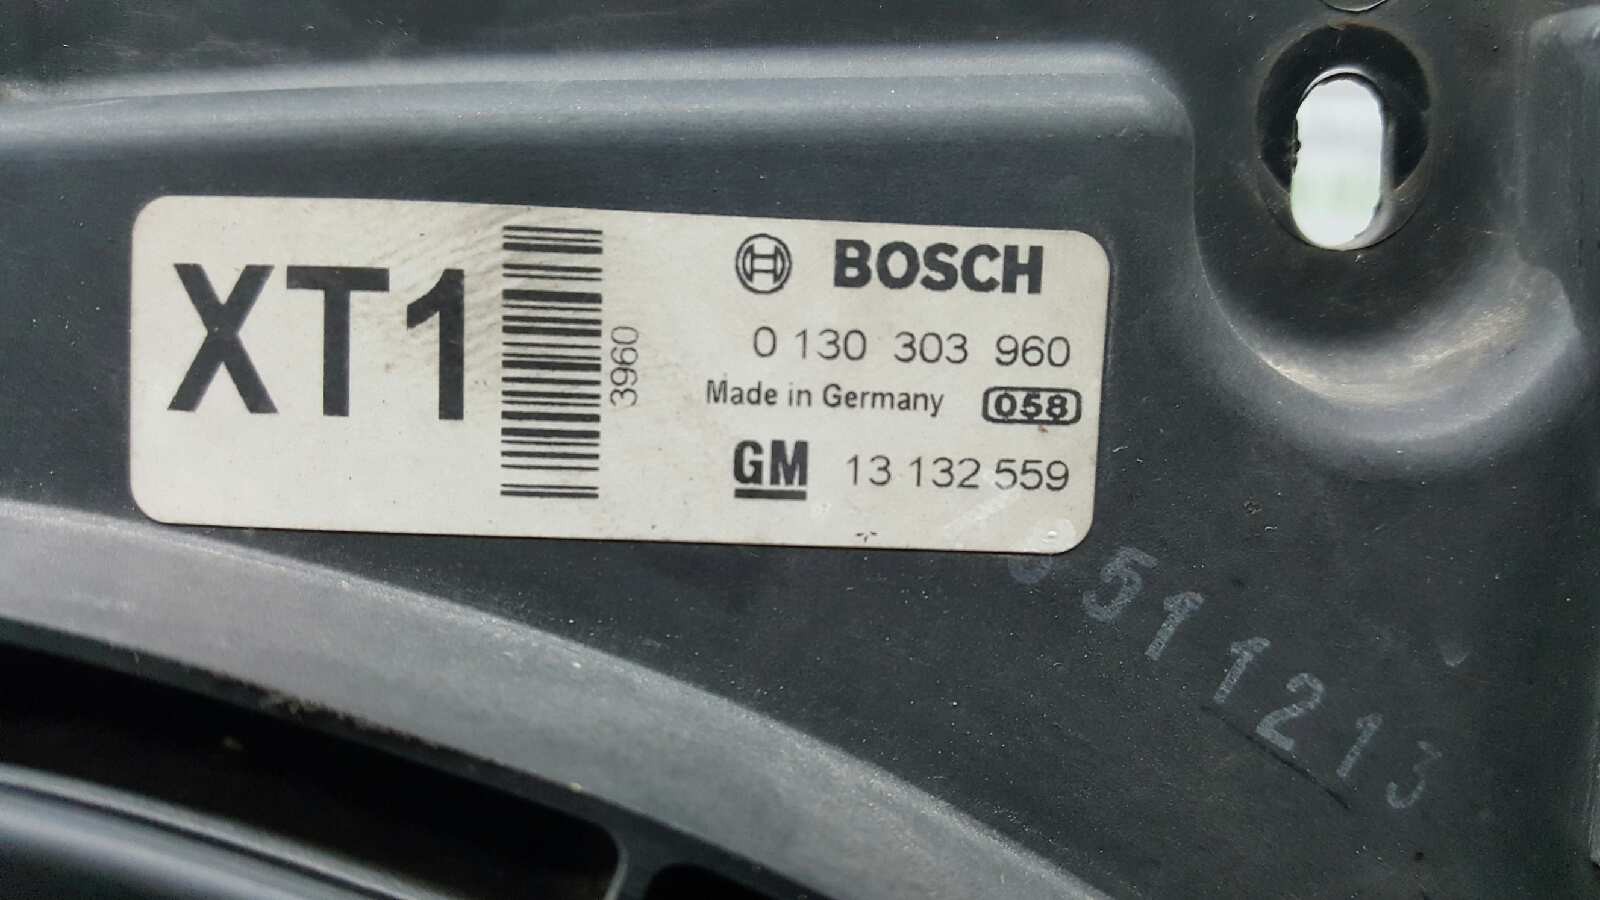 XT1
3960
BOSCH
0 130 303 960
Made in Germany 058
GM 13 132 559
511213